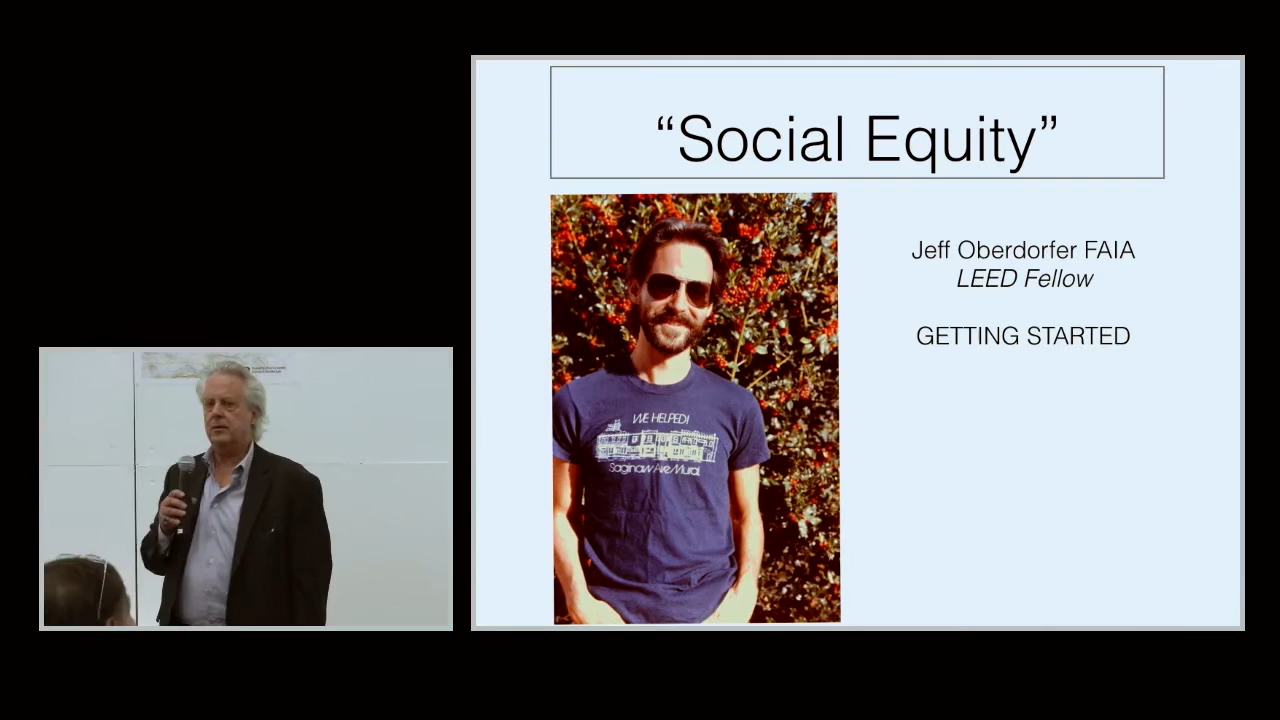 “Social Equity”
Jeff Oberdorfer FAIA
LEED Fellow
GETTING STARTED
WE HELPED!
Saginaw Ave Mural